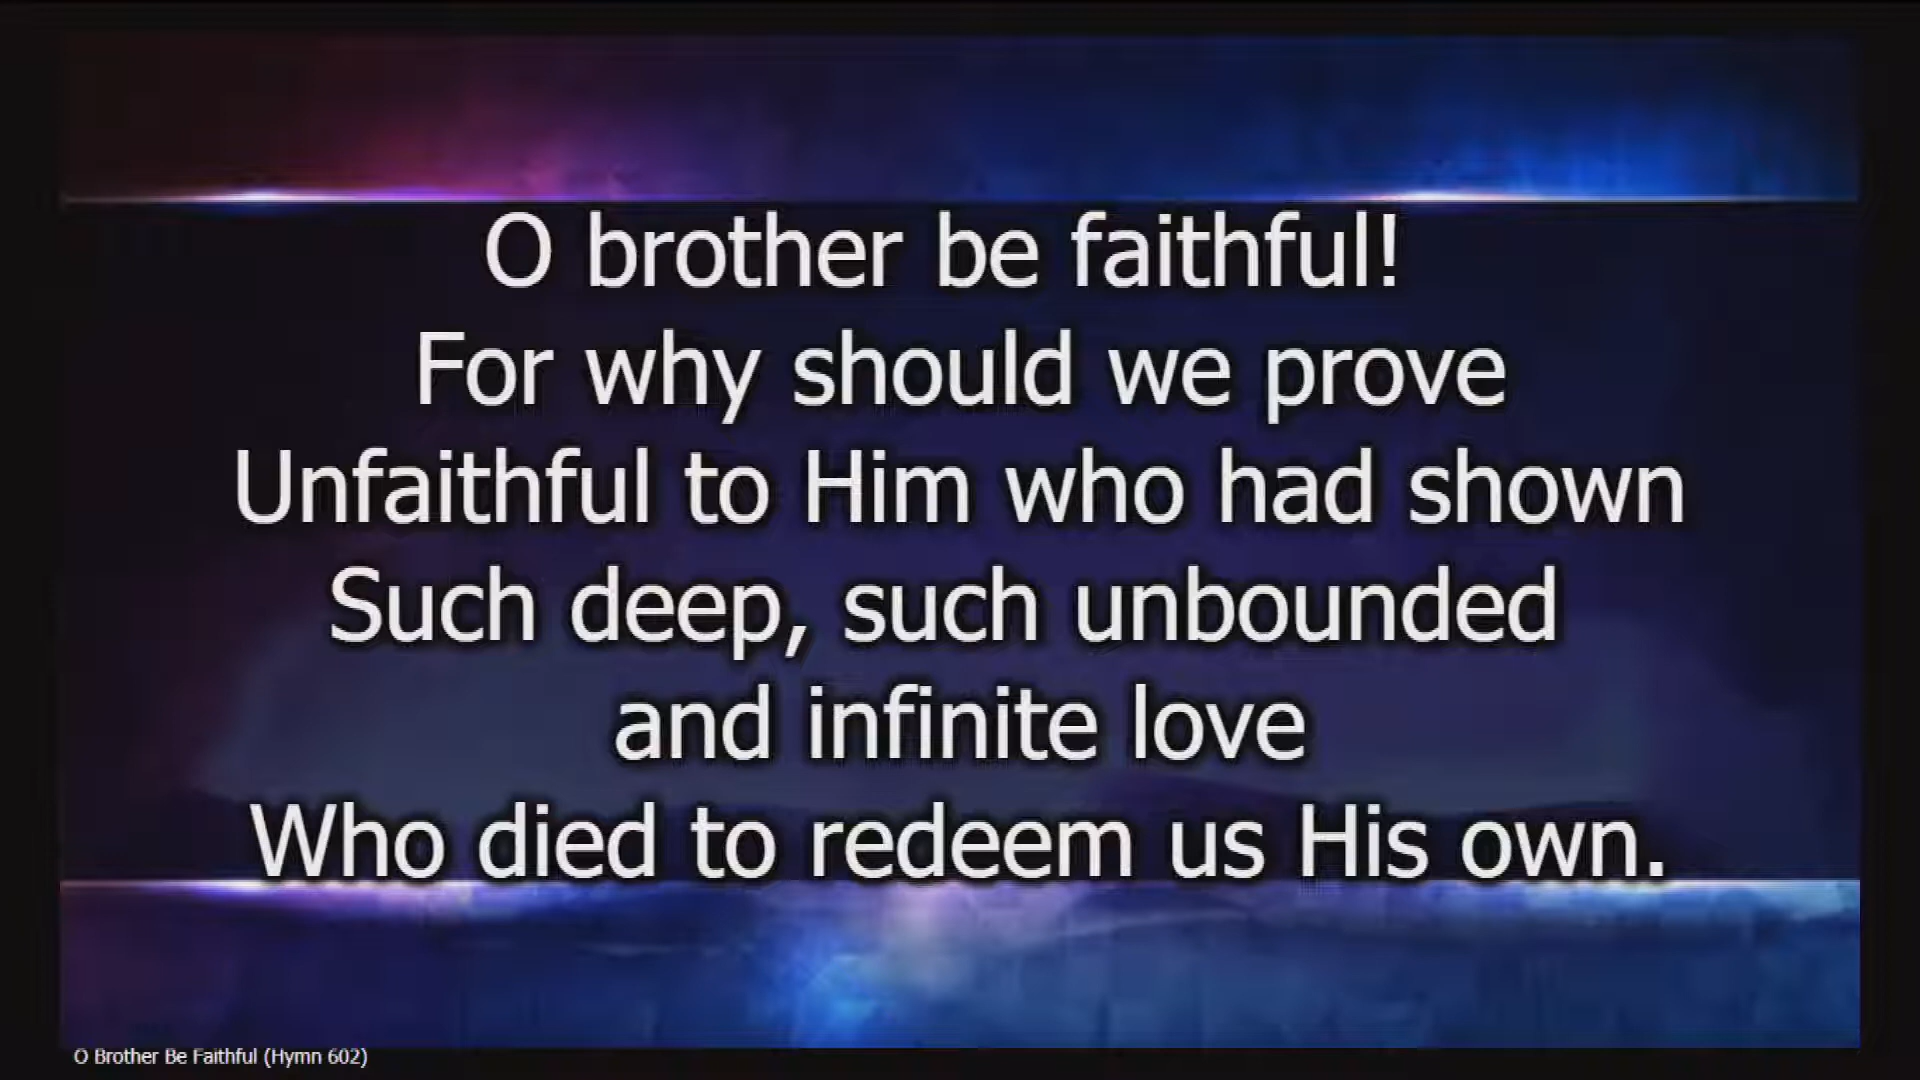 O brother be faithful!
For why should we prove
Unfaithful to Him who had shown
Such deep, such unbounded
and infinite love
Who died to redeem us His own.
O Brother Be Faithful (Hymn 602)